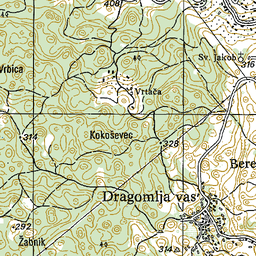 408
Sv. Jakob
316
Vrbica
Vrtača
314
Kokoševec
328
Bere
Dragomlja vas
292
Žabnik
314